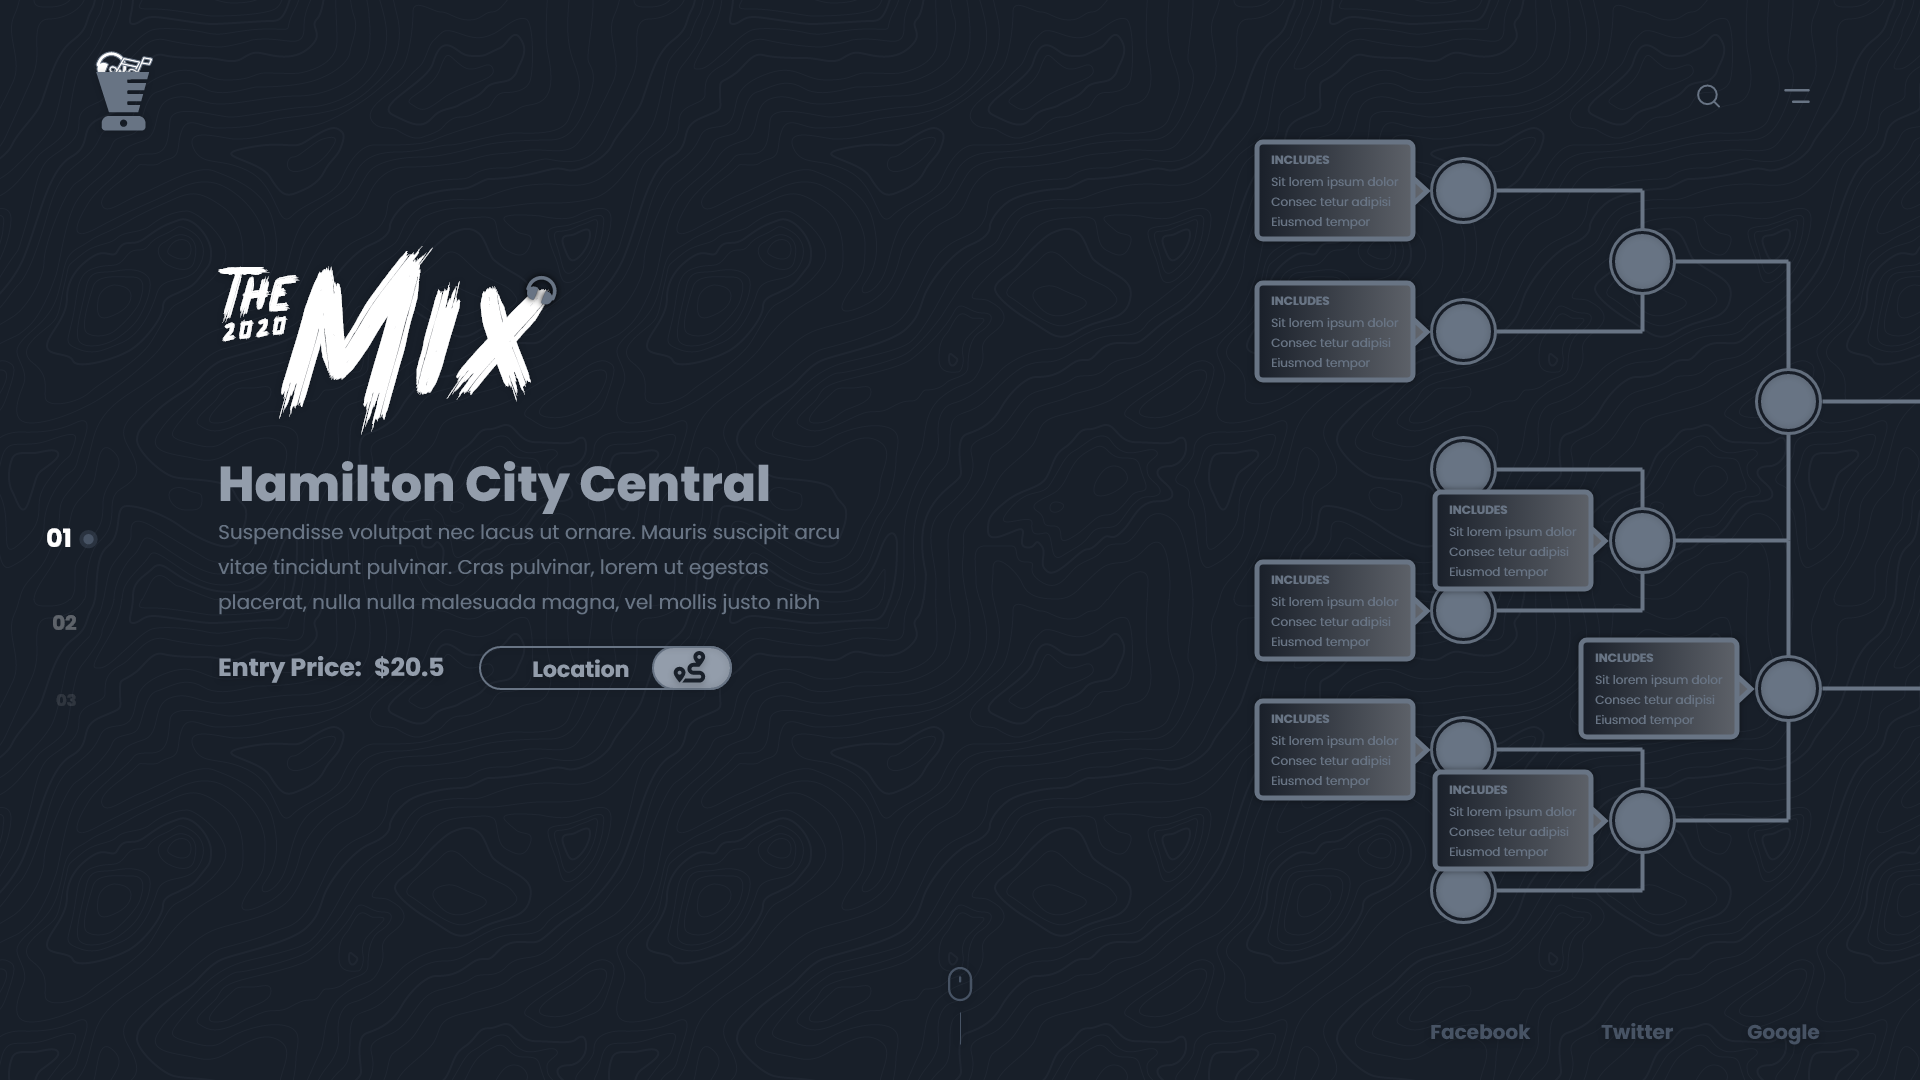 THE
2020
MIX
Hamilton City Central
Suspendisse volutpat nec lacus ut ornare. Mauris suscipit arcu
vitae tincidunt pulvinar. Cras pulvinar, lorem ut egestas
placerat, nulla nulla malesuada magna, vel mollis justo nibh
Entry Price: $20.5
Location
01
02
03
INCLUDES
Sit lorem ipsum dolor
Consec tetur adipisi
Eiusmod tempor
INCLUDES
Sit lorem ipsum dolor
Consec tetur adipisi
Eiusmod tempor
INCLUDES
Sit lorem ipsum dolor
Consec tetur adipisi
Eiusmod tempor
INCLUDES
Sit lorem ipsum dolor
Consec tetur adipisi
Eiusmod tempor
INCLUDES
Sit lorem ipsum dolor
Consec tetur adipisi
Eiusmod tempor
INCLUDES
Sit lorem ipsum dolor
Consec tetur adipisi
Eiusmod tempor
INCLUDES
Sit lorem ipsum dolor
Consec tetur adipisi
Eiusmod tempor
Facebook Twitter Google